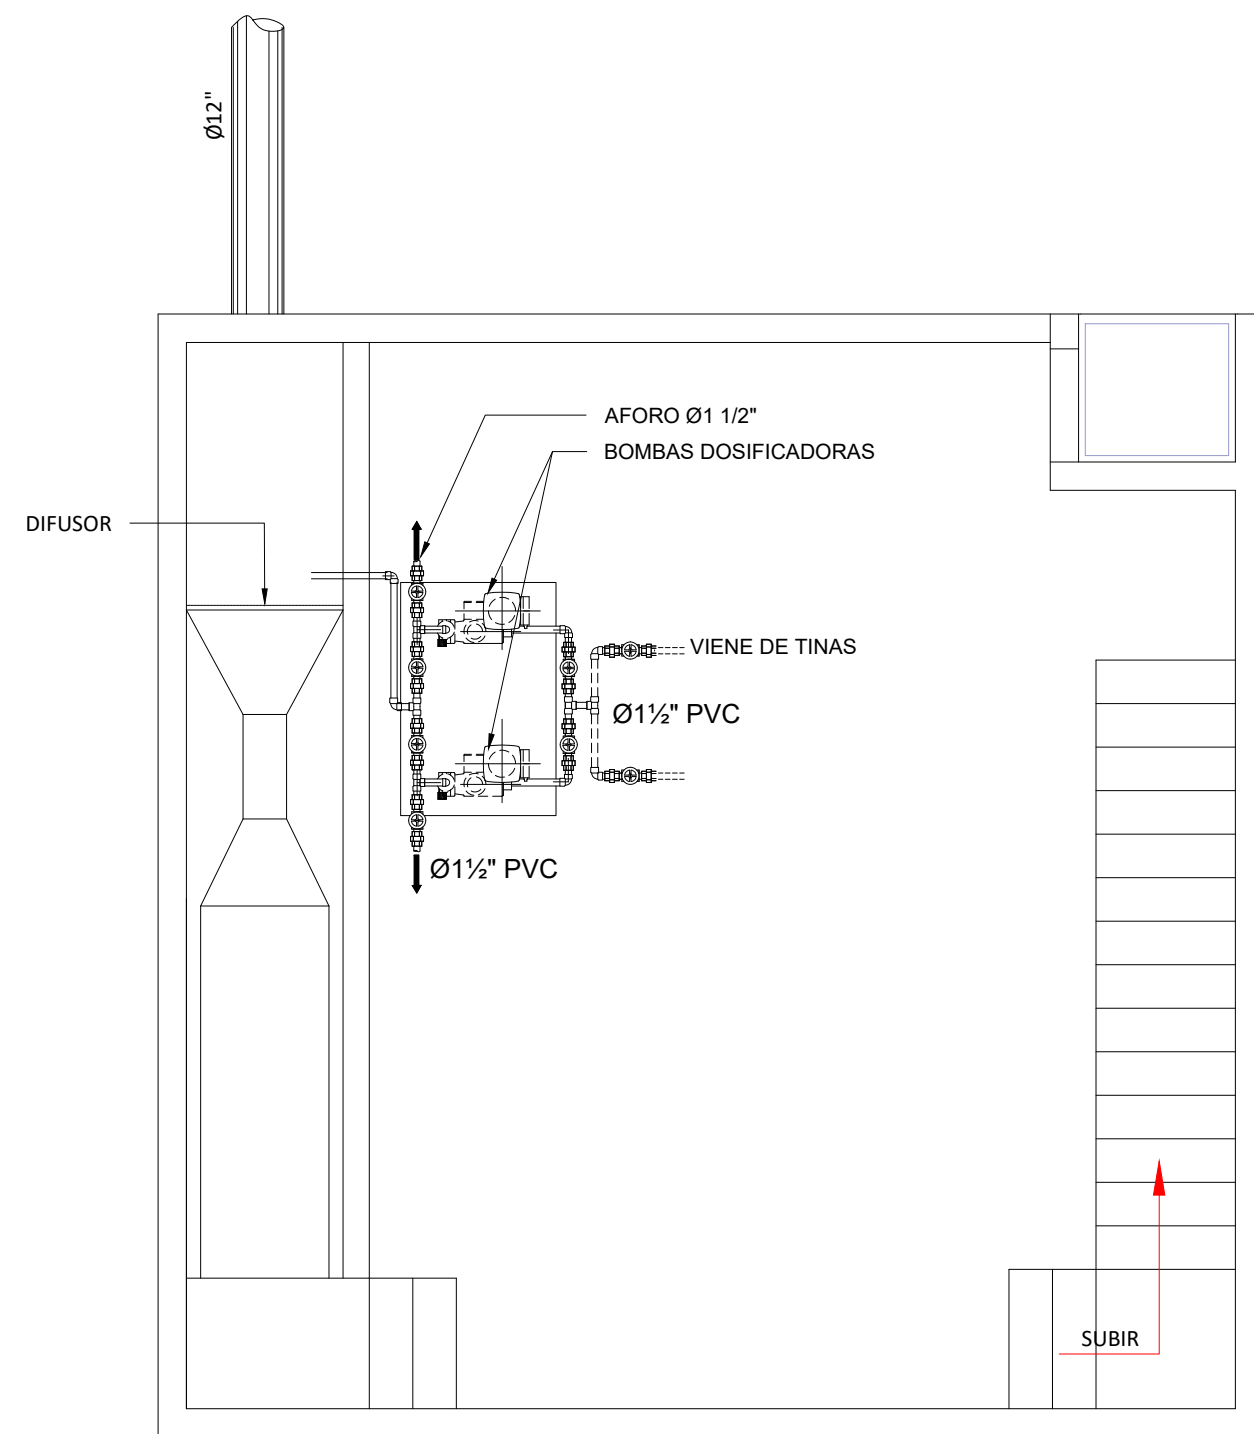 Ø12"
AFORO Ø1 1/2"
BOMBAS DOSIFICADORAS
DIFUSOR
VIENE DE TINAS
Ø1½" PVC
Ø1½" PVC
SUBIR